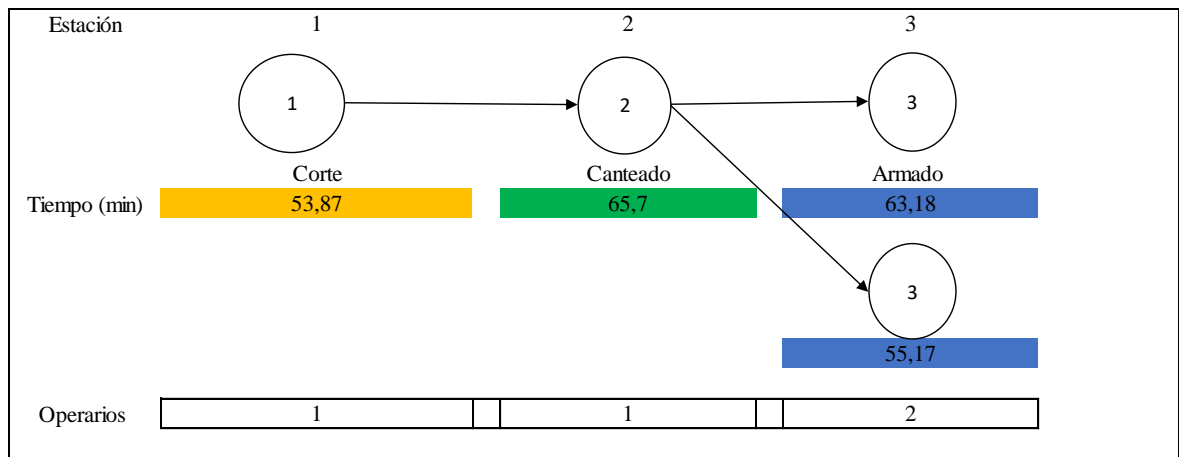 Estación 1 2 3
1 2 3
Corte Canteado Armado
Tiempo (min) 53,87 65,7 63,18
3
55,17
Operarios 1 1 2